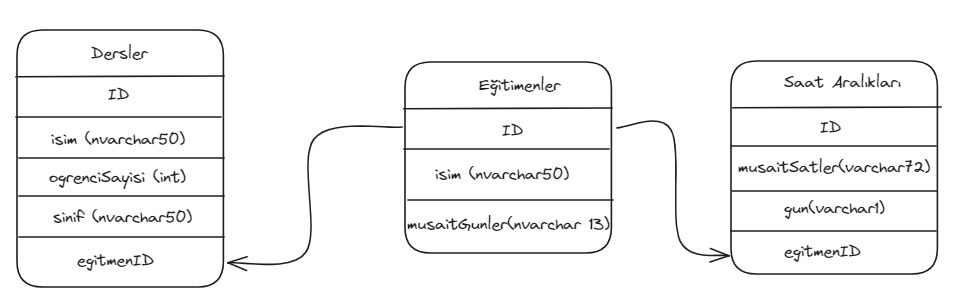 Dersler
ID
isim (nvarchar50)
ogrenciSayisi (int)
sinif (nvarchar50)
egitmenID
Eğitimenler
ID
isim (nvarchar50)
musaitGunler(nvarchar 13)
Saat Aralıkları
ID
musaitSatler(varchar72)
gun(varchar1)
egitmenID